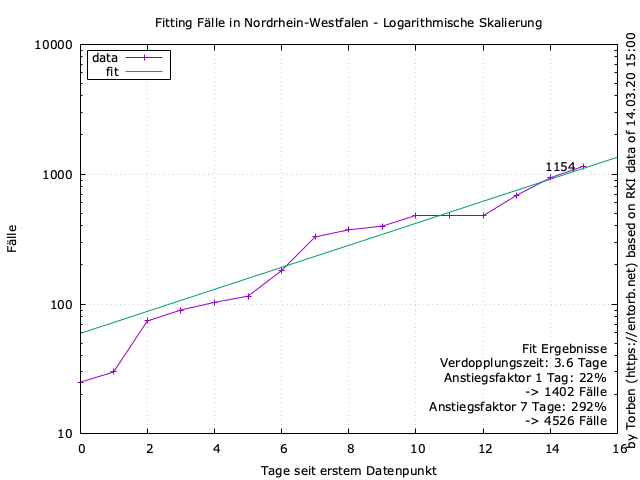 Fitting Fälle in Nordrhein-Westfalen - Logarithmische Skalierung
10000
data
fit
1154
1000
Fälle
100
Fit Ergebnisse
Verdopplungszeit: 3.6 Tage
Anstiegsfaktor 1 Tag: 22%
-> 1402 Fälle
Anstiegsfaktor 7 Tage: 292%
-> 4526 Fälle
10
0 2 4 6 8 10 12 14 16
Tage seit erstem Datenpunkt
by Torben (https://entorb.net) based on RKI data of 14.03.20 15:00